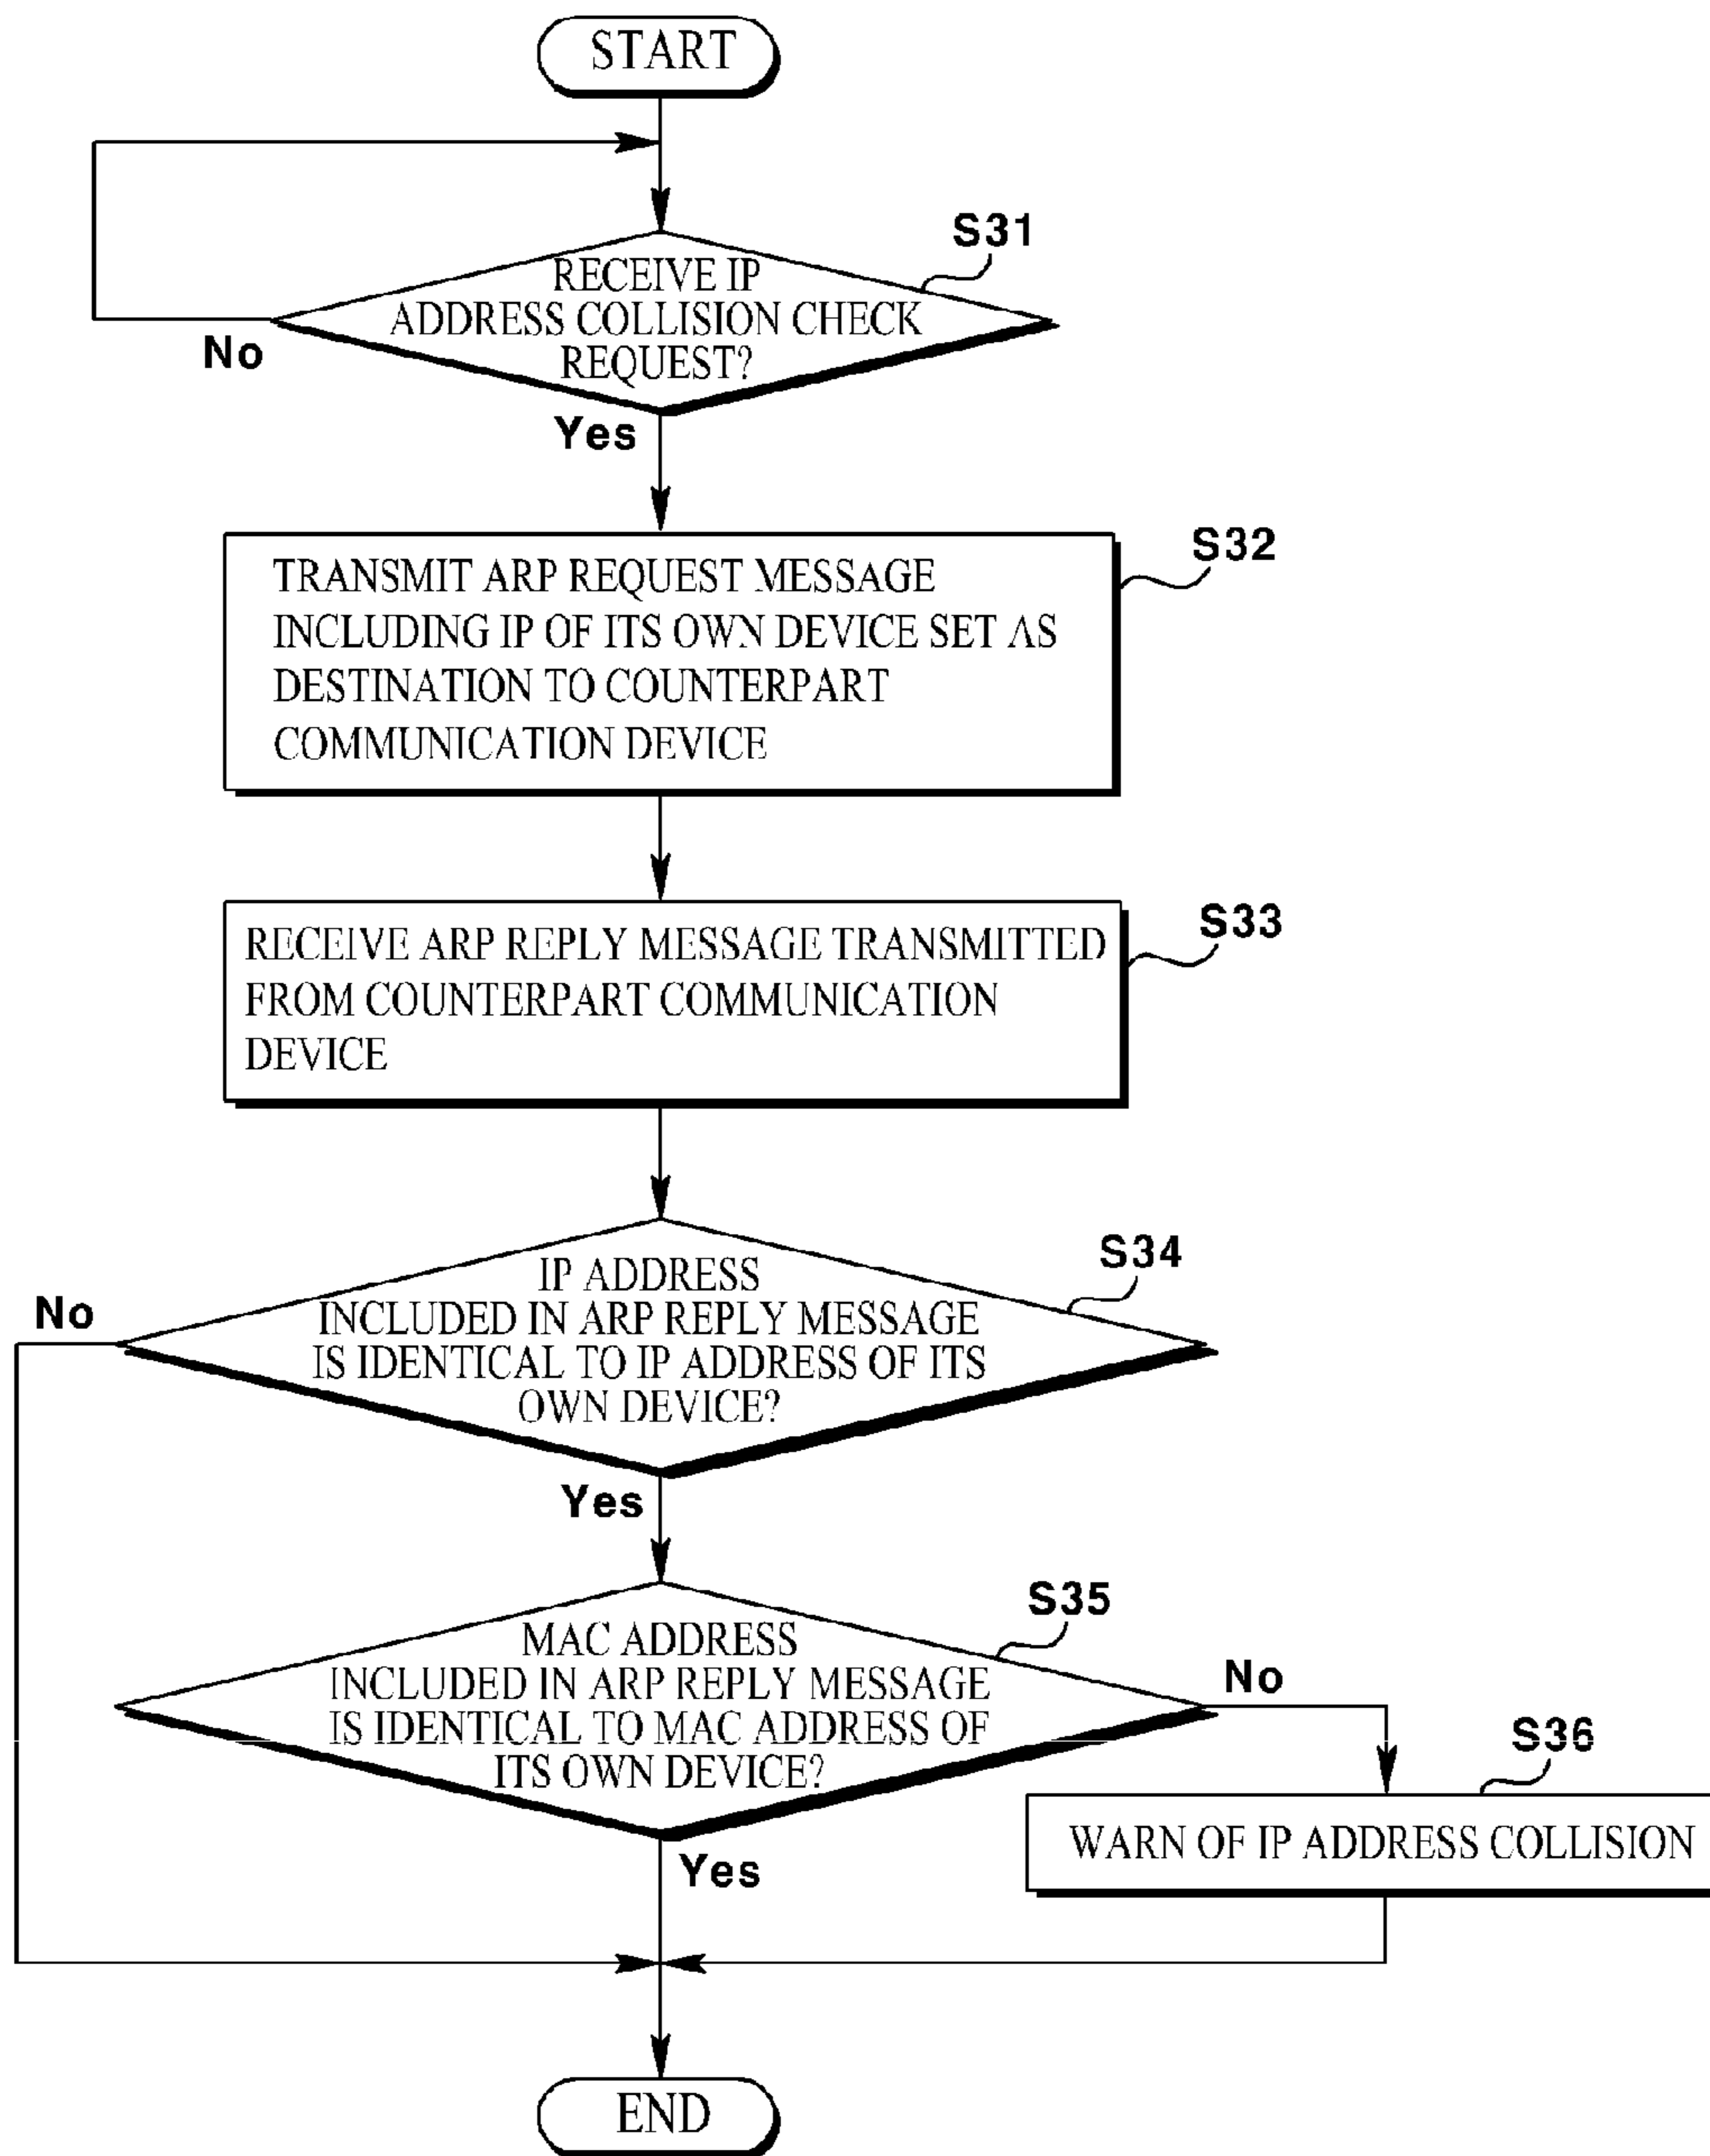 START
S31
RECEIVE IP
ADDRESS COLLISION CHECK
REQUEST?
No
Yes
S32
TRANSMIT ARP REQUEST MESSAGE
INCLUDING IP OF ITS OWN DEVICE SET AS
DESTINATION TO COUNTERPART
COMMUNICATION DEVICE
S33
RECEIVE ARP REPLY MESSAGE TRANSMITTED
FROM COUNTERPART COMMUNICATION
DEVICE
S34
IP ADDRESS
INCLUDED IN ARP REPLY MESSAGE
IS IDENTICAL TO IP ADDRESS OF ITS
OWN DEVICE?
No
Yes
S35
MAC ADDRESS
INCLUDED IN ARP REPLY MESSAGE
IS IDENTICAL TO MAC ADDRESS OF
ITS OWN DEVICE?
No
S36
WARN OF IP ADDRESS COLLISION
Yes
END